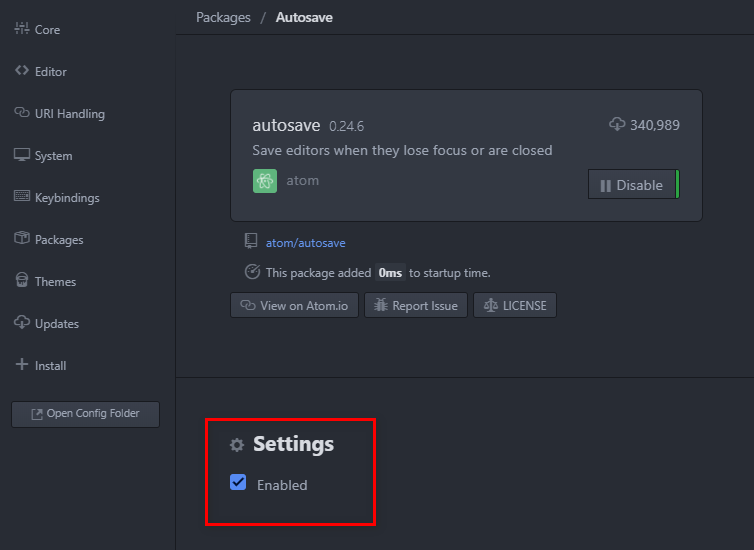 Core
Editor
URI Handling
System
Keybindings
Packages
Themes
Updates
Install
Open Config Folder
Packages / Autosave
autosave 0.24.6 340,989
Save editors when they lose focus or are closed
atom Disable
atom/autosave
This package added 0ms to startup time.
View on Atom.io Report Issue LICENSE
Settings
Enabled